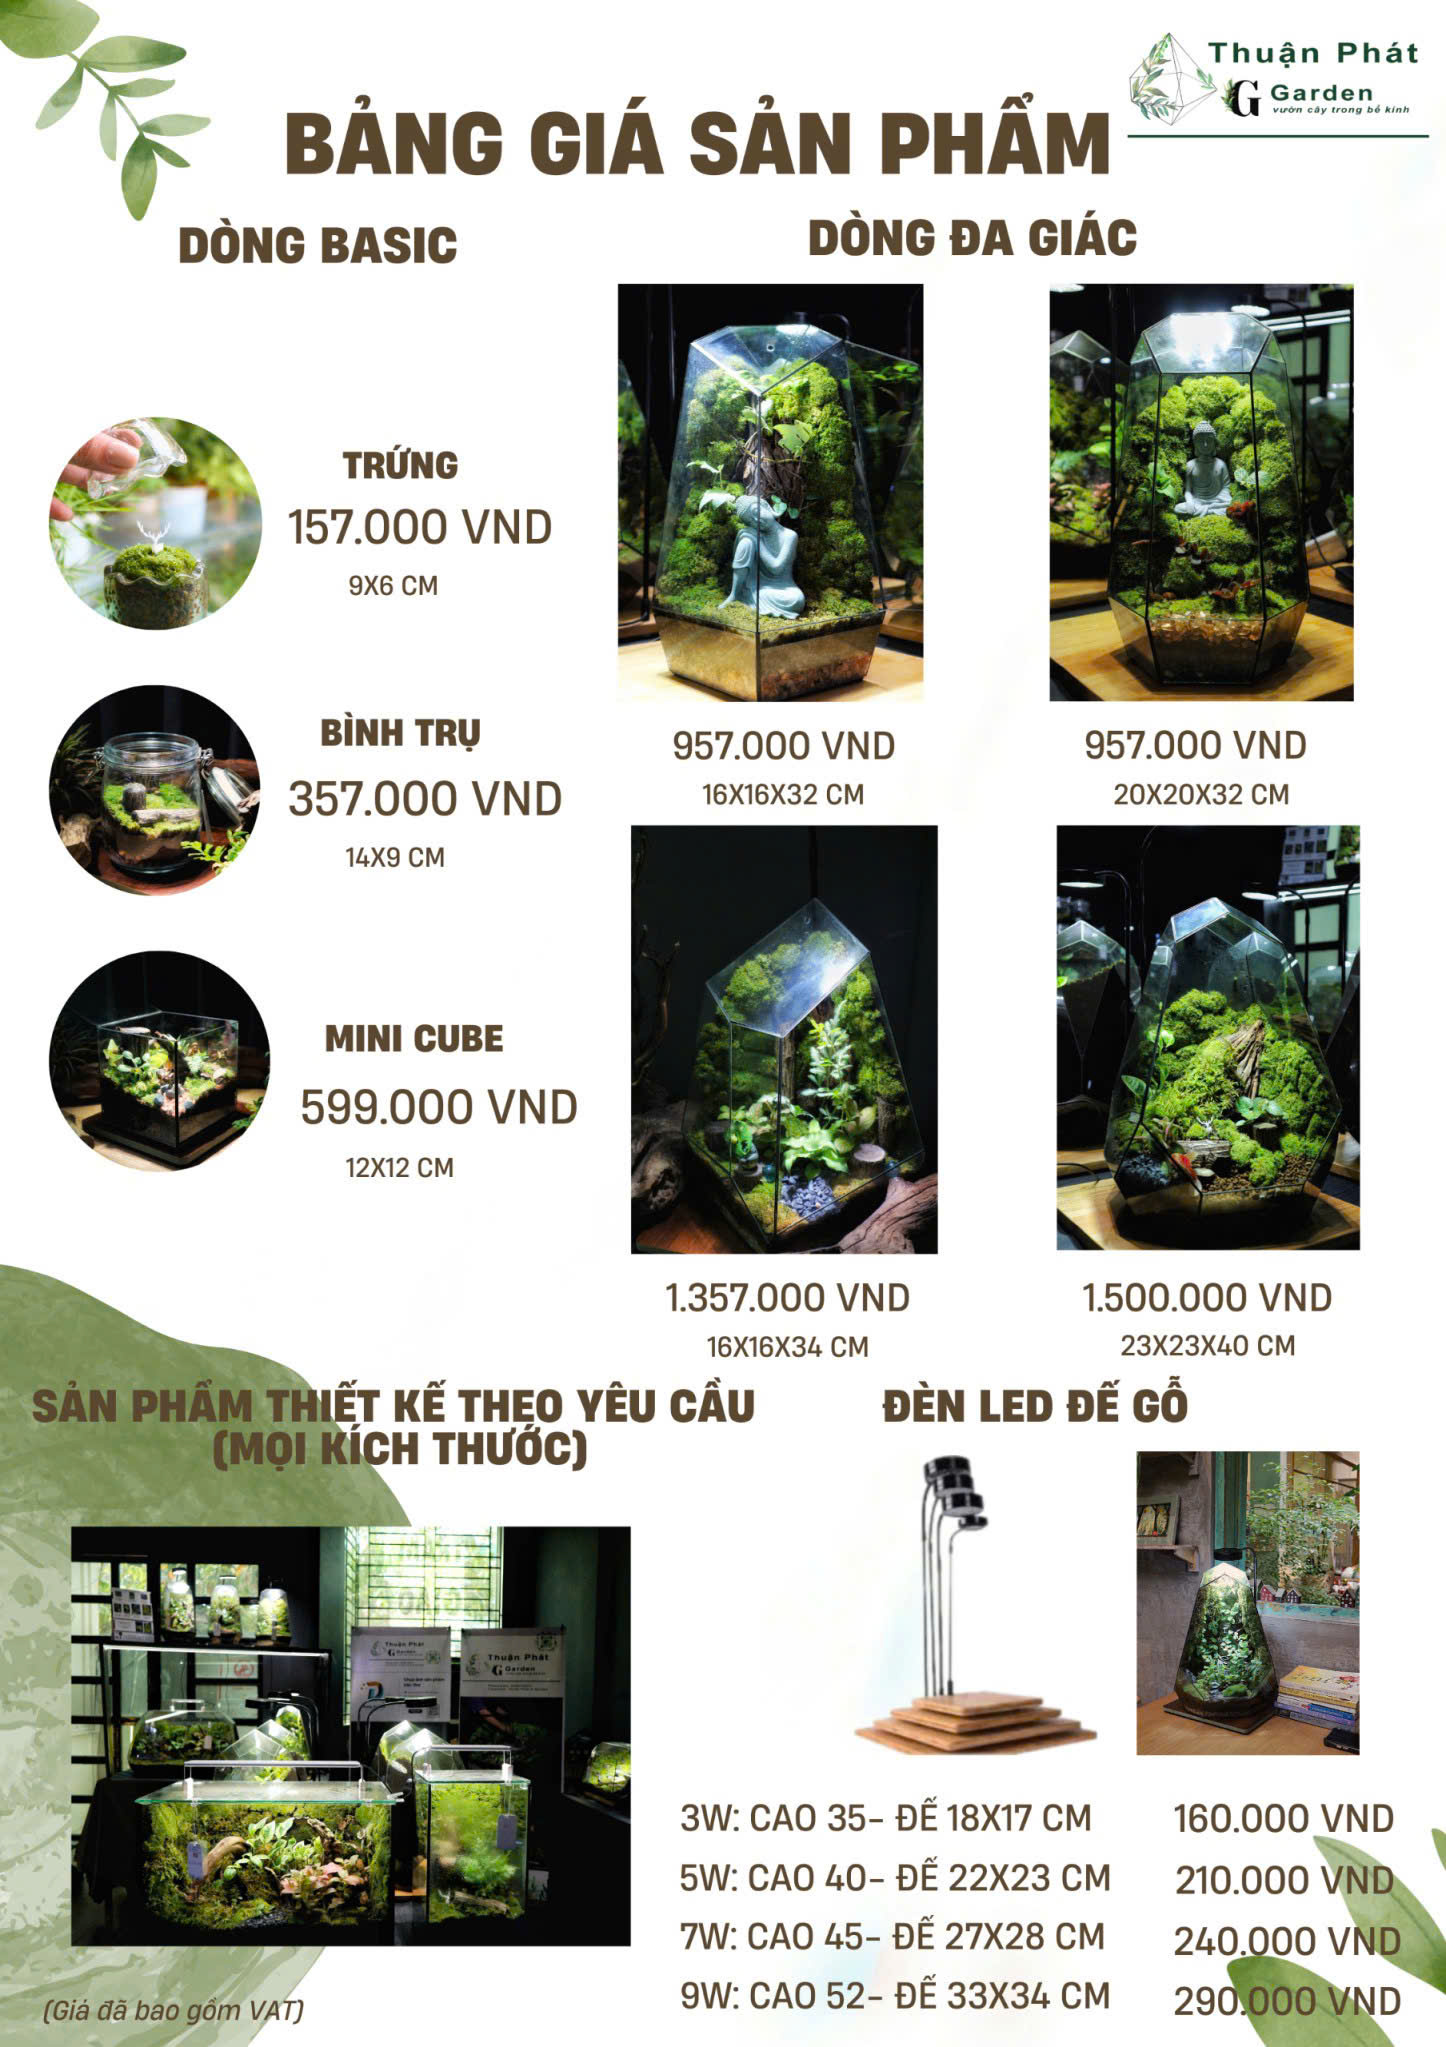 Thuận Phát
G Garden
vườn cây trong bể kính
BẢNG GIÁ SẢN PHẨM
DÒNG BASIC
TRỨNG
157.000 VND
9X6 CM
BÌNH TRỤ
357.000 VND
14X9 CM
MINI CUBE
599.000 VND
12X12 CM
DÒNG ĐA GIÁC
957.000 VND
16X16X32 CM
957.000 VND
20X20X32 CM
1.357.000 VND
16X16X34 CM
1.500.000 VND
23X23X40 CM
SẢN PHẨM THIẾT KẾ THEO YÊU CẦU
(MỌI KÍCH THƯỚC)
Thuận Phát
G Garden
Thuận Phát
G Garden
ĐÈN LED ĐẾ GỖ
3W: CAO 35- ĐẾ 18X17 CM 160.000 VND
5W: CAO 40- ĐẾ 22X23 CM 210.000 VND
7W: CAO 45- ĐẾ 27X28 CM 240.000 VND
9W: CAO 52- ĐẾ 33X34 CM 290.000 VND
(Giá đã bao gồm VAT)